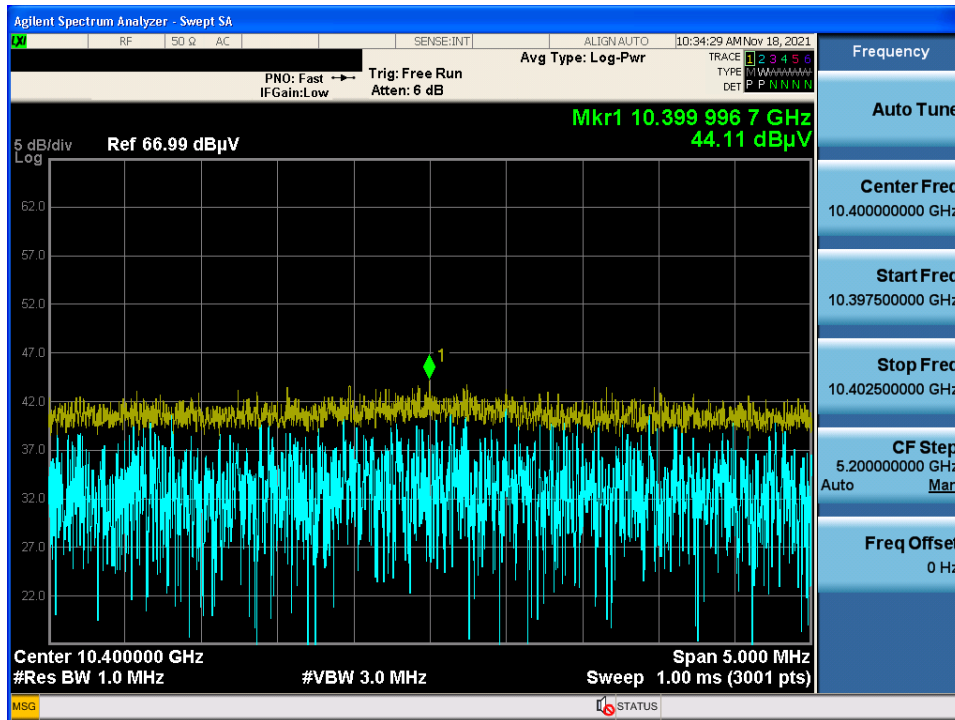 Agilent Spectrum Analyzer - Swept SA
LXI RF 50 Ω AC SENSE:INT ALIGN AUTO 10:34:29 AM Nov 18, 2021
PNO: Fast
IFGain:Low
Trig: Free Run
Atten: 6 dB
Avg Type: Log-Pwr
TRACE 1 2 3 4 5 6
TYPE M WWWWW
DET P P N N N N
Mkr1 10.399 996 7 GHz
44.11 dBµV
5 dB/div Ref 66.99 dBµV
Log
62.0
57.0
52.0
47.0
42.0
37.0
32.0
27.0
22.0
1
Center 10.400000 GHz Span 5.000 MHz
#Res BW 1.0 MHz #VBW 3.0 MHz Sweep 1.00 ms (3001 pts)
MSG STATUS
Frequency
Auto Tune
Center Freq
10.400000000 GHz
Start Freq
10.397500000 GHz
Stop Freq
10.402500000 GHz
CF Step
5.200000000 GHz
Auto Man
Freq Offset
0 Hz